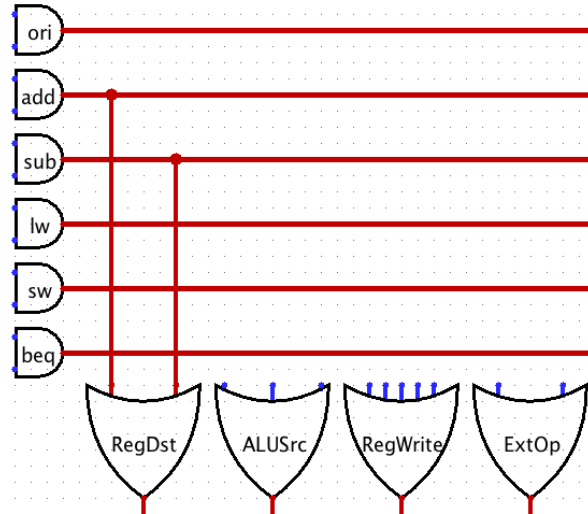 ori
add
sub
lw
sw
beq
RegDst ALUSrc RegWrite ExtOp